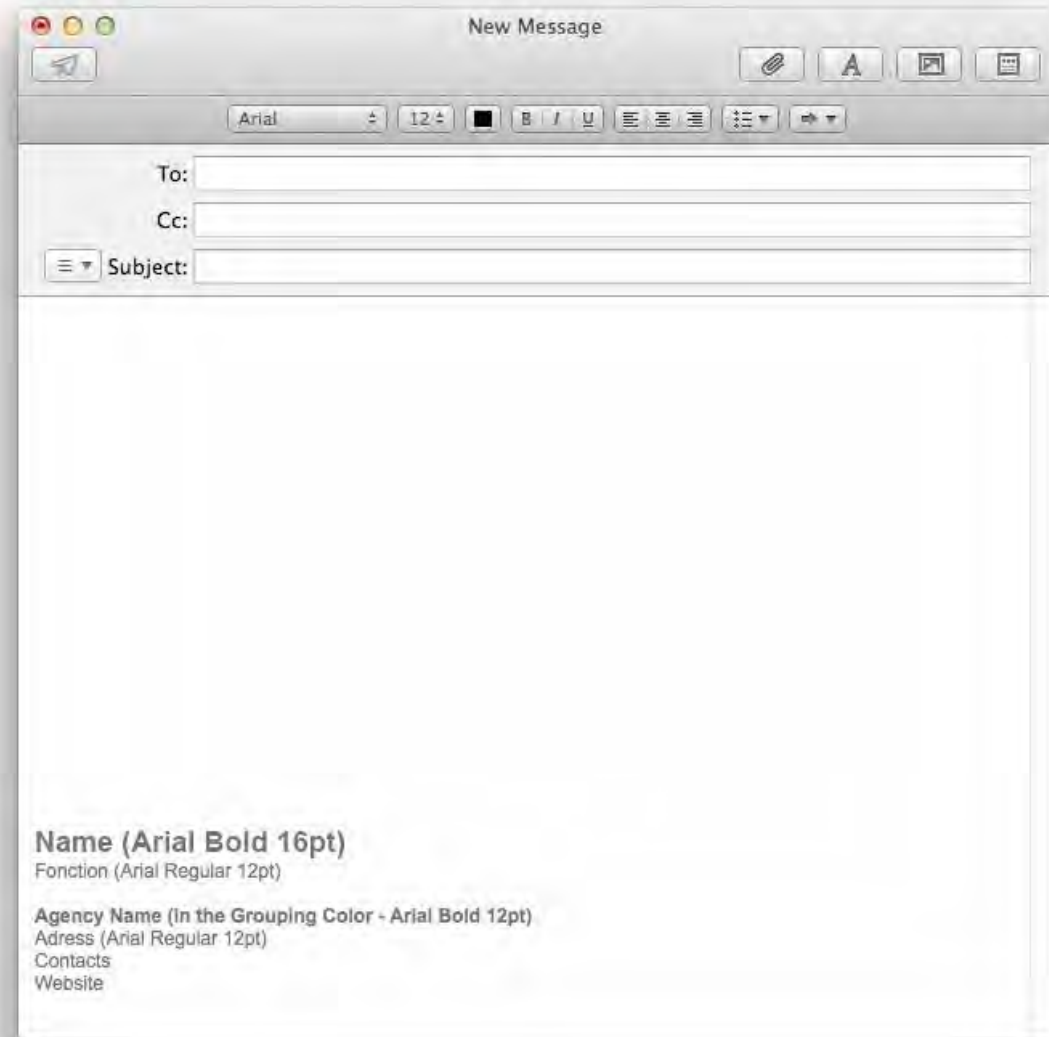 New Message
Arial 12 B I U
To:
Cc:
Subject:
Name (Arial Bold 16pt)
Fonction (Arial Regular 12pt)
Agency Name (in the Grouping Color - Arial Bold 12pt)
Adress (Arial Regular 12pt)
Contacts
Website